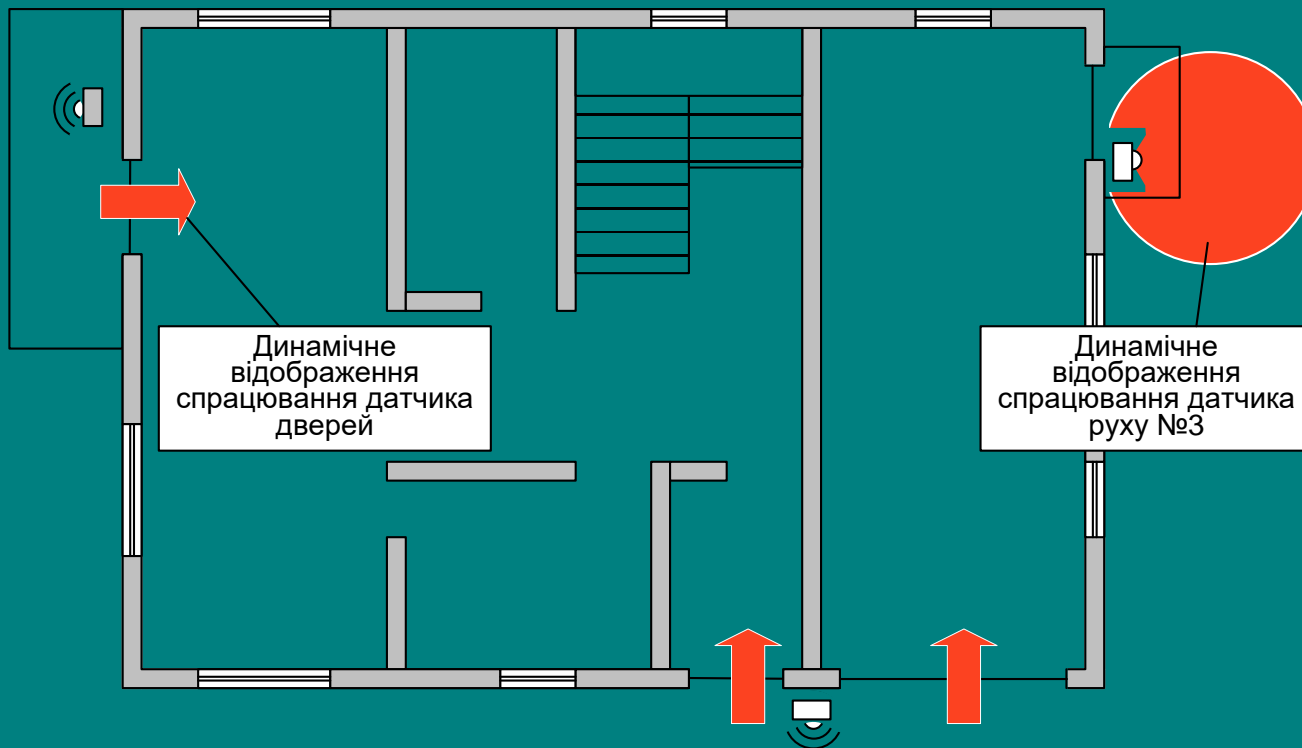 Динамічне
відображення
спрацювання датчика
дверей
Динамічне
відображення
спрацювання датчика
руху №3